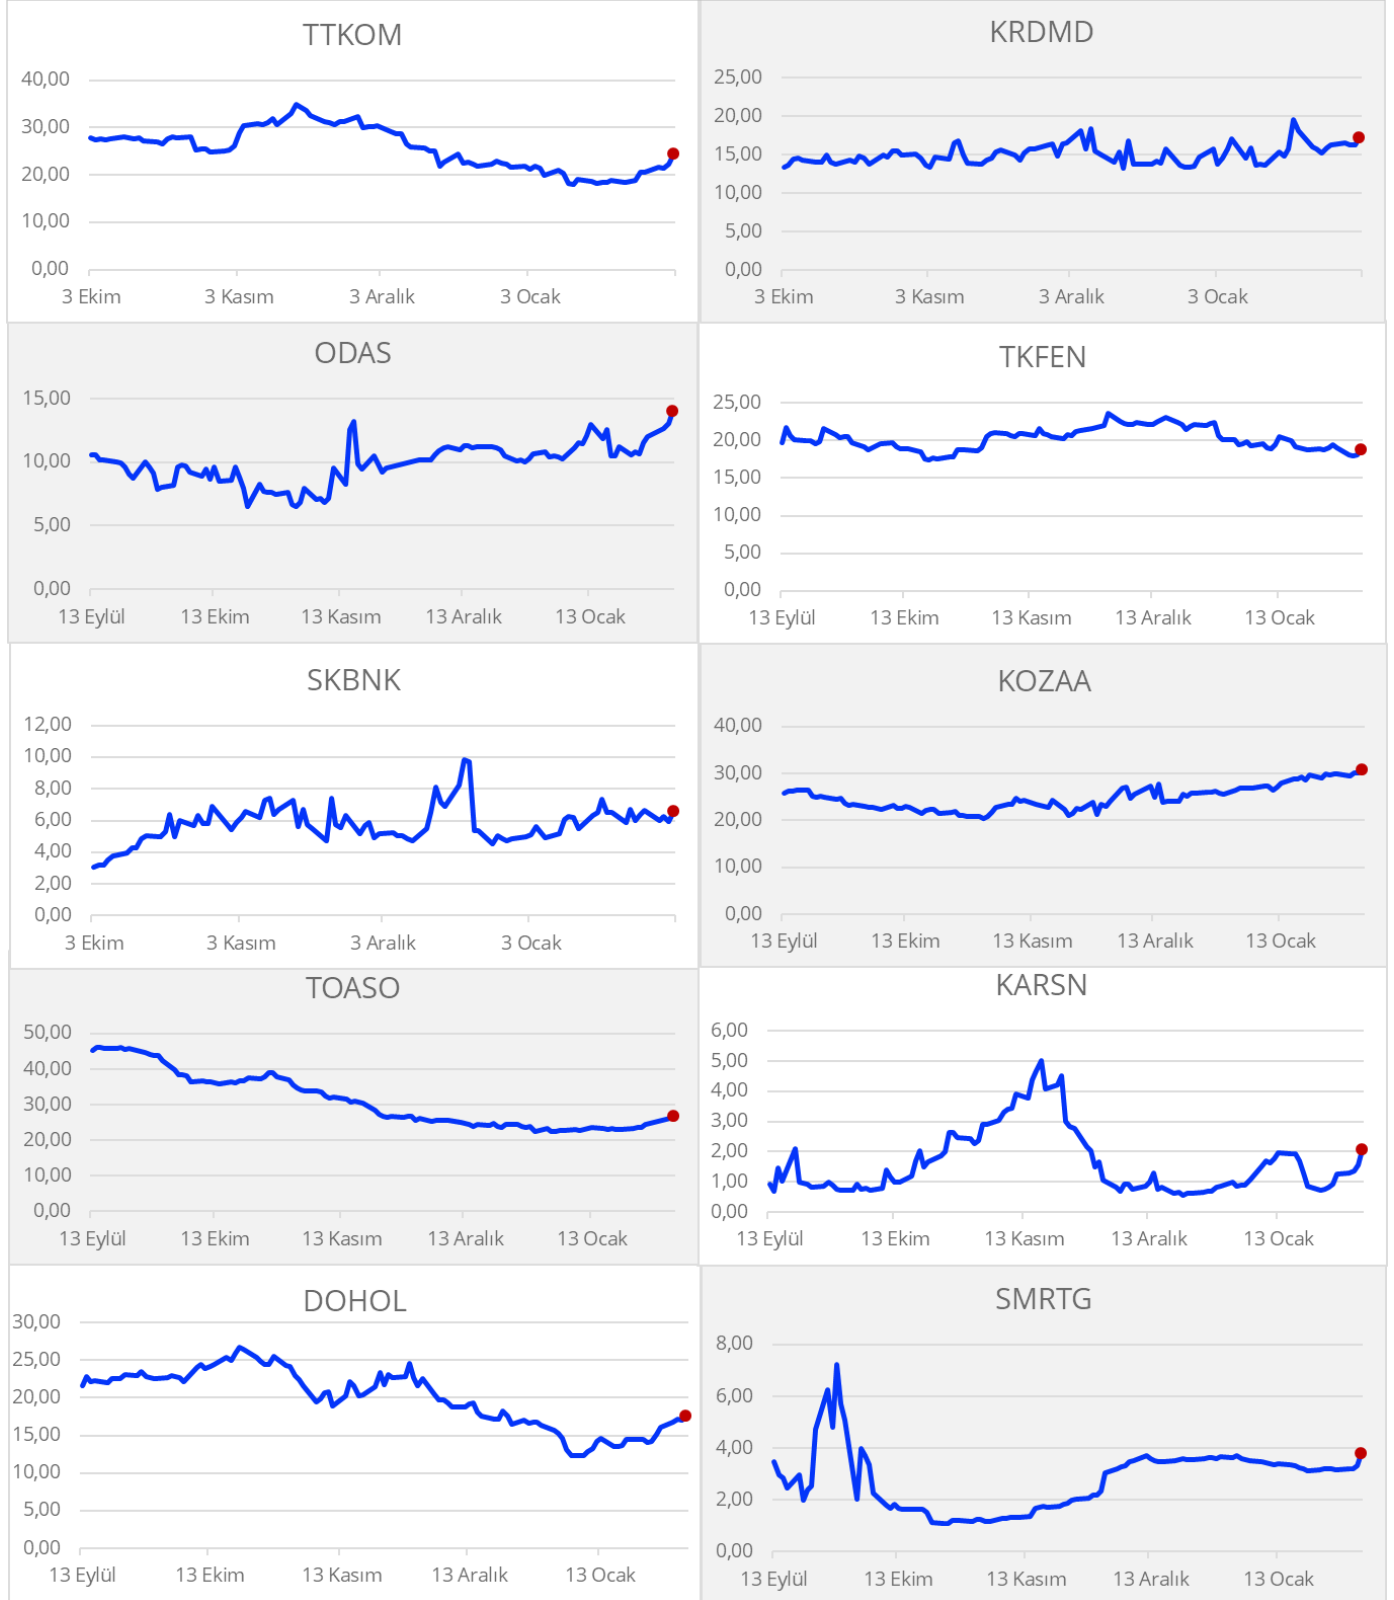 TTKOM
40,00
30,00
20,00
10,00
0,00
3 Ekim 3 Kasım 3 Aralık 3 Ocak
KRDMD
25,00
20,00
15,00
10,00
5,00
0,00
3 Ekim 3 Kasım 3 Aralık 3 Ocak
ODAS
15,00
10,00
5,00
0,00
13 Eylül 13 Ekim 13 Kasım 13 Aralık 13 Ocak
TKFEN
25,00
20,00
15,00
10,00
5,00
0,00
13 Eylül 13 Ekim 13 Kasım 13 Aralık 13 Ocak
SKBNK
12,00
10,00
8,00
6,00
4,00
2,00
0,00
3 Ekim 3 Kasım 3 Aralık 3 Ocak
KOZAA
40,00
30,00
20,00
10,00
0,00
13 Eylül 13 Ekim 13 Kasım 13 Aralık 13 Ocak
TOASO
50,00
40,00
30,00
20,00
10,00
0,00
13 Eylül 13 Ekim 13 Kasım 13 Aralık 13 Ocak
KARSN
6,00
5,00
4,00
3,00
2,00
1,00
0,00
13 Eylül 13 Ekim 13 Kasım 13 Aralık 13 Ocak
DOHOL
30,00
25,00
20,00
15,00
10,00
5,00
0,00
13 Eylül 13 Ekim 13 Kasım 13 Aralık 13 Ocak
SMRTG
8,00
6,00
4,00
2,00
0,00
13 Eylül 13 Ekim 13 Kasım 13 Aralık 13 Ocak